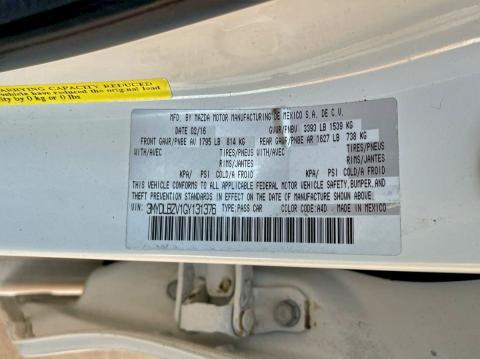 CARRYING CAPACITY REDUCED
vehicle have reduced the original load
by 0 kg or 0 lbs
MFD. BY MAZDA MOTOR MANUFACTURING DE MEXICO S.A. DE C.V.
DATE 02/16 GVWR/PNBV 3393 LB 1539 KG
FRONT GAWR/PNBE AV 1795 LB 814 KG REAR GAWR/PNBE AR 1627 LB 738 KG
WITH/AVEC TIRES/PNEUS WITH/AVEC TIRES/PNEUS
RIMS/JANTES RIMS/JANTES
KPA/ PSI COLD/A FROID KPA/ PSI COLD/A FROID
THIS VEHICLE CONFORMS TO ALL APPLICABLE FEDERAL MOTOR VEHICLE SAFETY, BUMPER, AND
THEFT PREVENTION STANDARDS IN EFFECT ON THE DATE OF MANUFACTURE SHOWN ABOVE.
VIN: 3MYDLBZV1GY131376 TYPE: PASS CAR COLOR CODE: A4D MADE IN MEXICO